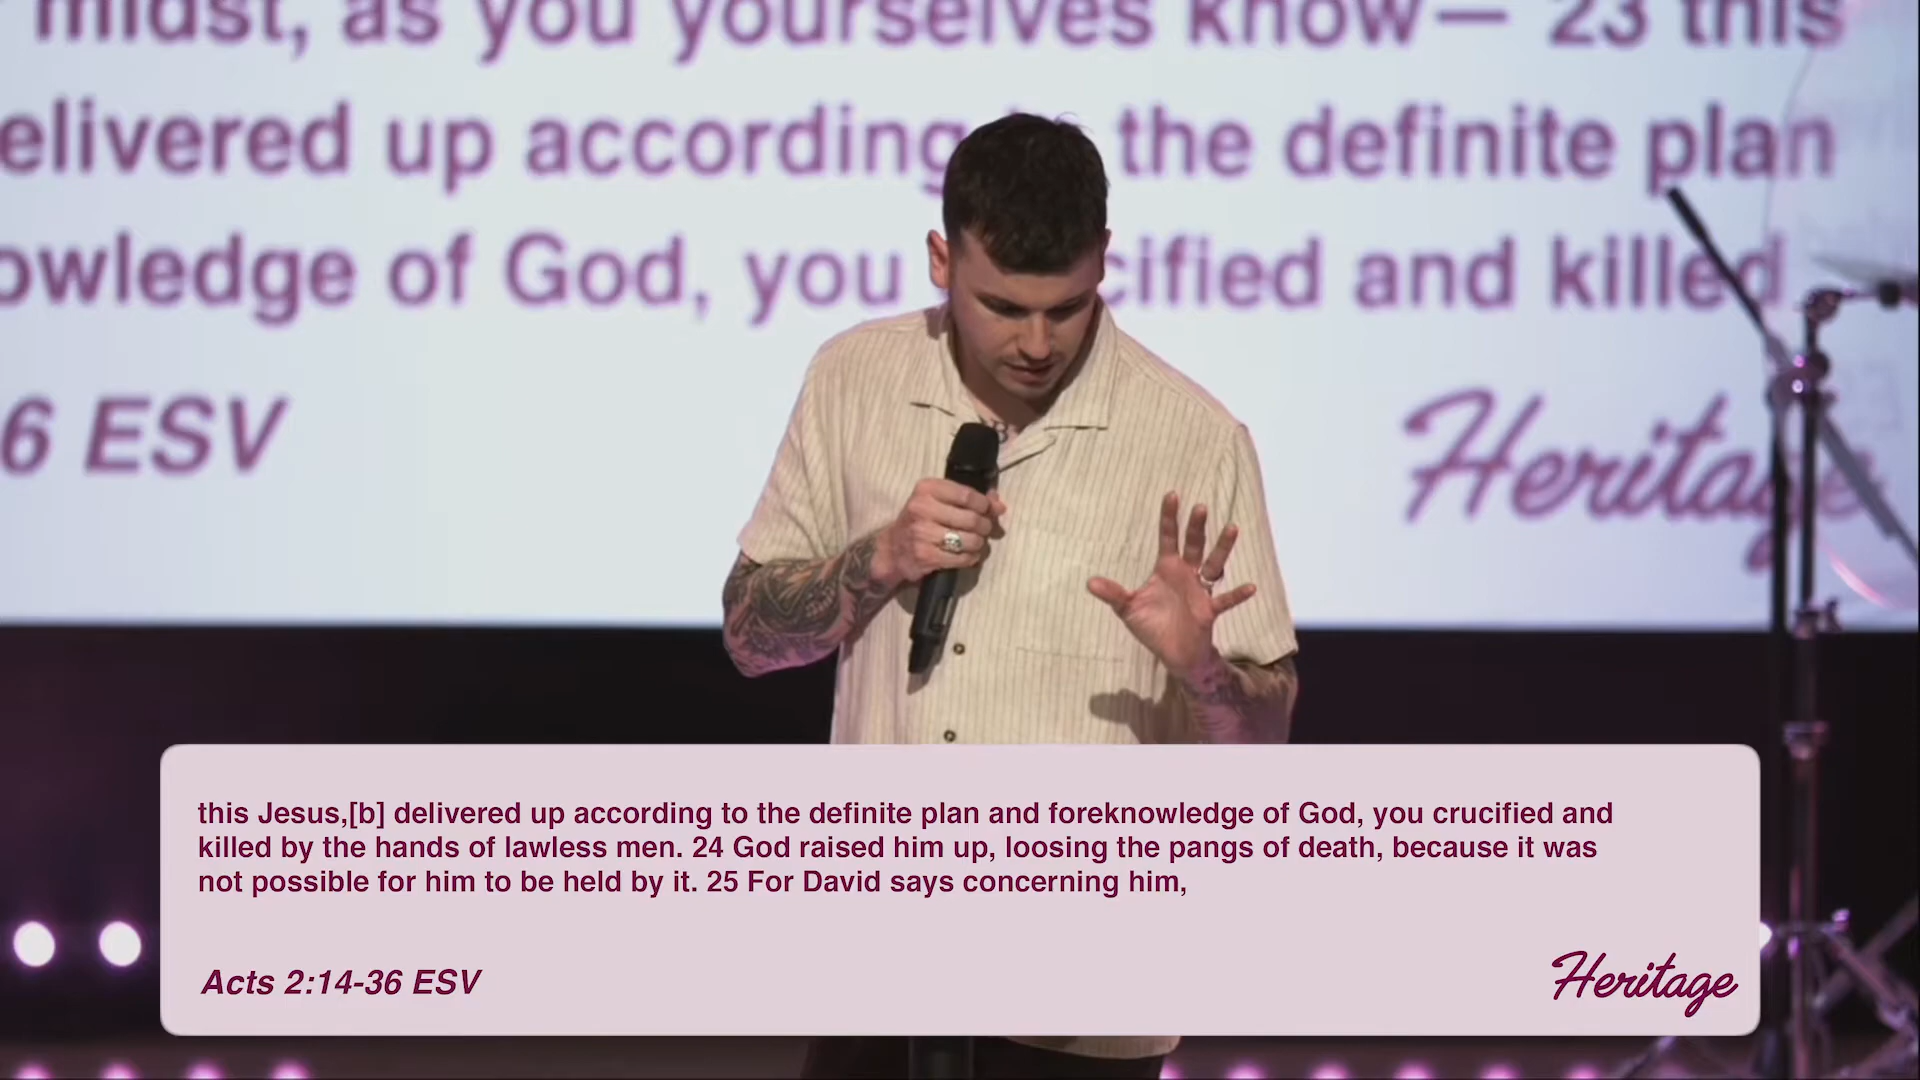 midst, as you yourselves know— 23 this
elivered up according the definite plan
owledge of God, you cified and killed
6 ESV
Heritage
this Jesus,[b] delivered up according to the definite plan and foreknowledge of God, you crucified and
killed by the hands of lawless men. 24 God raised him up, loosing the pangs of death, because it was
not possible for him to be held by it. 25 For David says concerning him,
Acts 2:14-36 ESV
Heritage